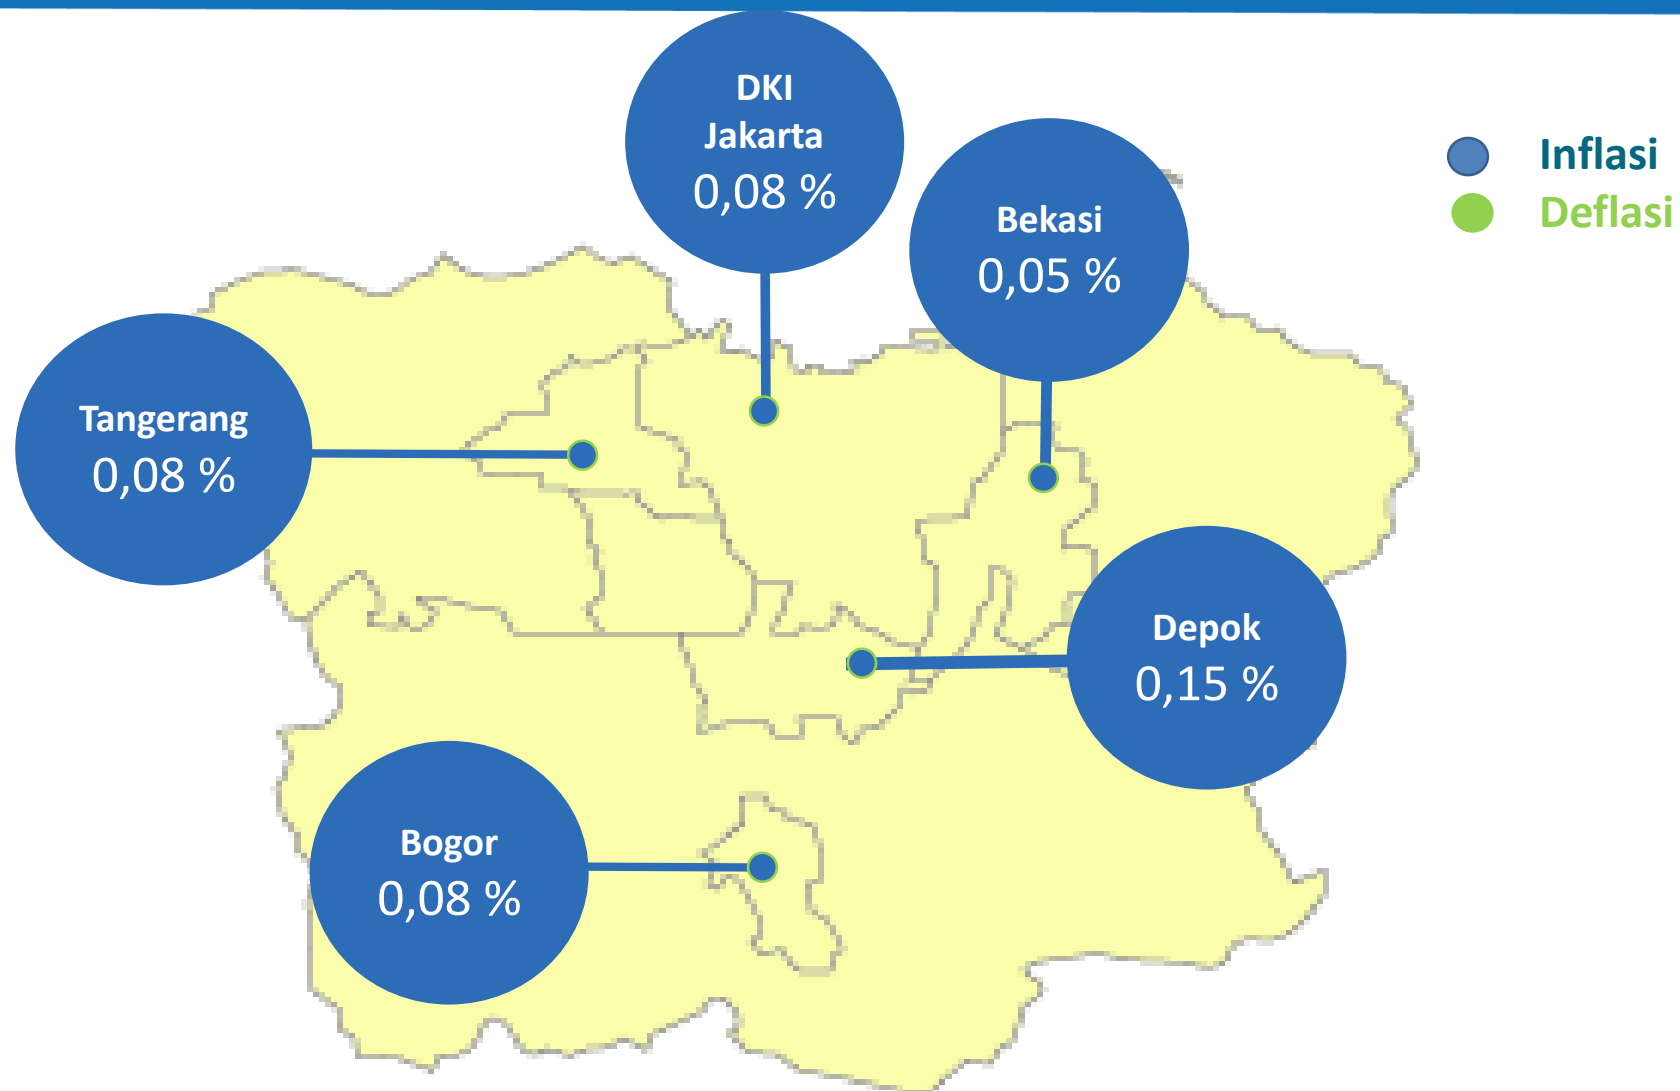 DKI
Jakarta
0,08 %
Bekasi
0,05 %
Inflasi
Deflasi
Tangerang
0,08 %
Depok
0,15 %
Bogor
0,08 %